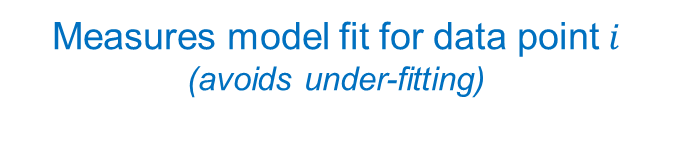 Measures model fit for data point i
(avoids under-fitting)